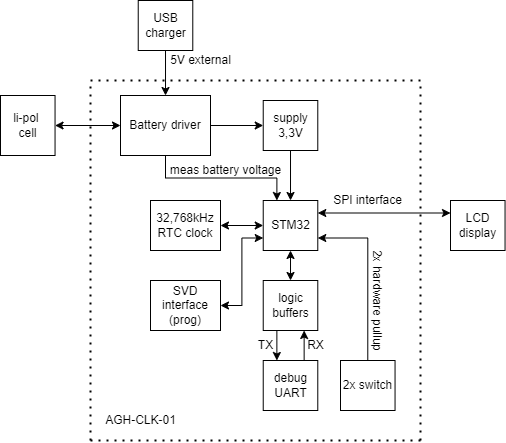 USB
charger
5V external
li-pol
cell
Battery driver
supply
3,3V
meas battery voltage
32,768kHz
RTC clock
STM32
SPI interface
LCD
display
SVD
interface
(prog)
logic
buffers
2x hardware pullup
TX
RX
debug
UART
2x switch
AGH-CLK-01